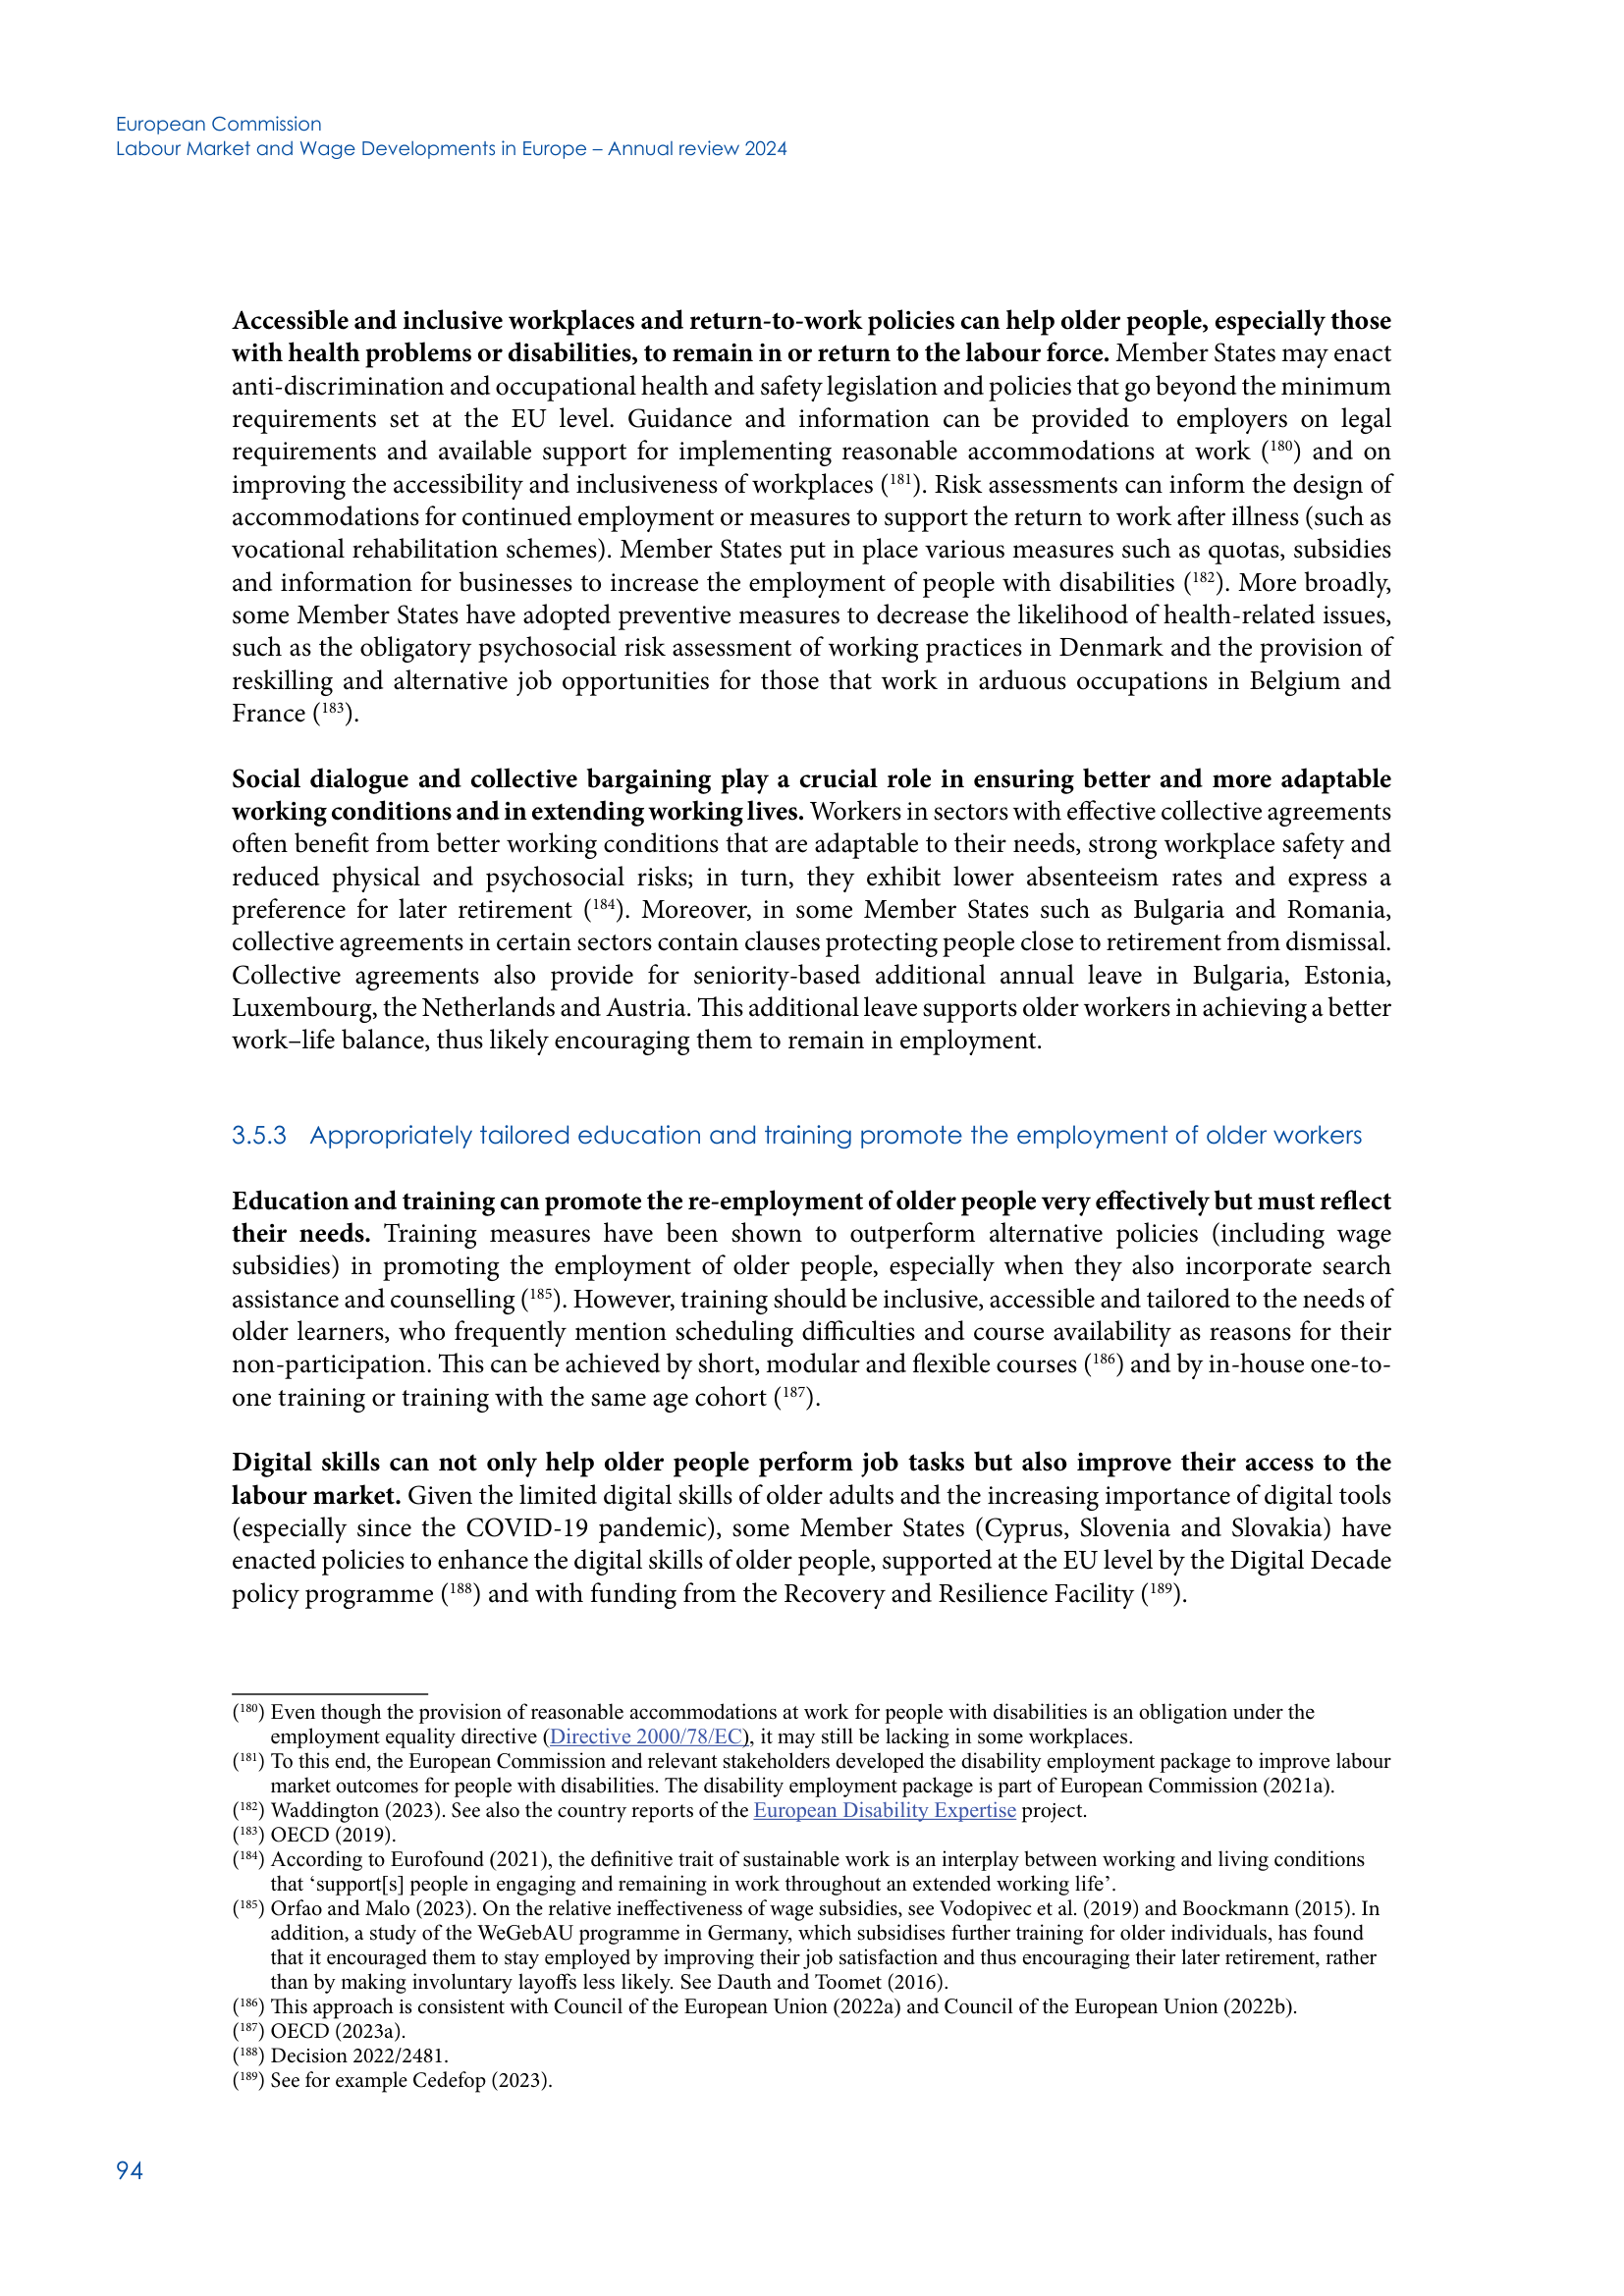 European Commission
Labour Market and Wage Developments in Europe – Annual review 2024
Accessible and inclusive workplaces and return-to-work policies can help older people, especially those
with health problems or disabilities, to remain in or return to the labour force. Member States may enact
anti-discrimination and occupational health and safety legislation and policies that go beyond the minimum
requirements set at the EU level. Guidance and information can be provided to employers on legal
requirements and available support for implementing reasonable accommodations at work (180) and on
improving the accessibility and inclusiveness of workplaces (181). Risk assessments can inform the design of
accommodations for continued employment or measures to support the return to work after illness (such as
vocational rehabilitation schemes). Member States put in place various measures such as quotas, subsidies
and information for businesses to increase the employment of people with disabilities (182). More broadly,
some Member States have adopted preventive measures to decrease the likelihood of health-related issues,
such as the obligatory psychosocial risk assessment of working practices in Denmark and the provision of
reskilling and alternative job opportunities for those that work in arduous occupations in Belgium and
France (183).
Social dialogue and collective bargaining play a crucial role in ensuring better and more adaptable
working conditions and in extending working lives. Workers in sectors with effective collective agreements
often benefit from better working conditions that are adaptable to their needs, strong workplace safety and
reduced physical and psychosocial risks; in turn, they exhibit lower absenteeism rates and express a
preference for later retirement (184). Moreover, in some Member States such as Bulgaria and Romania,
collective agreements in certain sectors contain clauses protecting people close to retirement from dismissal.
Collective agreements also provide for seniority-based additional annual leave in Bulgaria, Estonia,
Luxembourg, the Netherlands and Austria. This additional leave supports older workers in achieving a better
work–life balance, thus likely encouraging them to remain in employment.
3.5.3 Appropriately tailored education and training promote the employment of older workers
Education and training can promote the re-employment of older people very effectively but must reflect
their needs. Training measures have been shown to outperform alternative policies (including wage
subsidies) in promoting the employment of older people, especially when they also incorporate search
assistance and counselling (185). However, training should be inclusive, accessible and tailored to the needs of
older learners, who frequently mention scheduling difficulties and course availability as reasons for their
non-participation. This can be achieved by short, modular and flexible courses (186) and by in-house one-to-
one training or training with the same age cohort (187).
Digital skills can not only help older people perform job tasks but also improve their access to the
labour market. Given the limited digital skills of older adults and the increasing importance of digital tools
(especially since the COVID-19 pandemic), some Member States (Cyprus, Slovenia and Slovakia) have
enacted policies to enhance the digital skills of older people, supported at the EU level by the Digital Decade
policy programme (188) and with funding from the Recovery and Resilience Facility (189).
(180) Even though the provision of reasonable accommodations at work for people with disabilities is an obligation under the
employment equality directive (Directive 2000/78/EC), it may still be lacking in some workplaces.
(181) To this end, the European Commission and relevant stakeholders developed the disability employment package to improve labour
market outcomes for people with disabilities. The disability employment package is part of European Commission (2021a).
(182) Waddington (2023). See also the country reports of the European Disability Expertise project.
(183) OECD (2019).
(184) According to Eurofound (2021), the definitive trait of sustainable work is an interplay between working and living conditions
that ‘support[s] people in engaging and remaining in work throughout an extended working life’.
(185) Orfao and Malo (2023). On the relative ineffectiveness of wage subsidies, see Vodopivec et al. (2019) and Boockmann (2015). In
addition, a study of the WeGebAU programme in Germany, which subsidises further training for older individuals, has found
that it encouraged them to stay employed by improving their job satisfaction and thus encouraging their later retirement, rather
than by making involuntary layoffs less likely. See Dauth and Toomet (2016).
(186) This approach is consistent with Council of the European Union (2022a) and Council of the European Union (2022b).
(187) OECD (2023a).
(188) Decision 2022/2481.
(189) See for example Cedefop (2023).
94